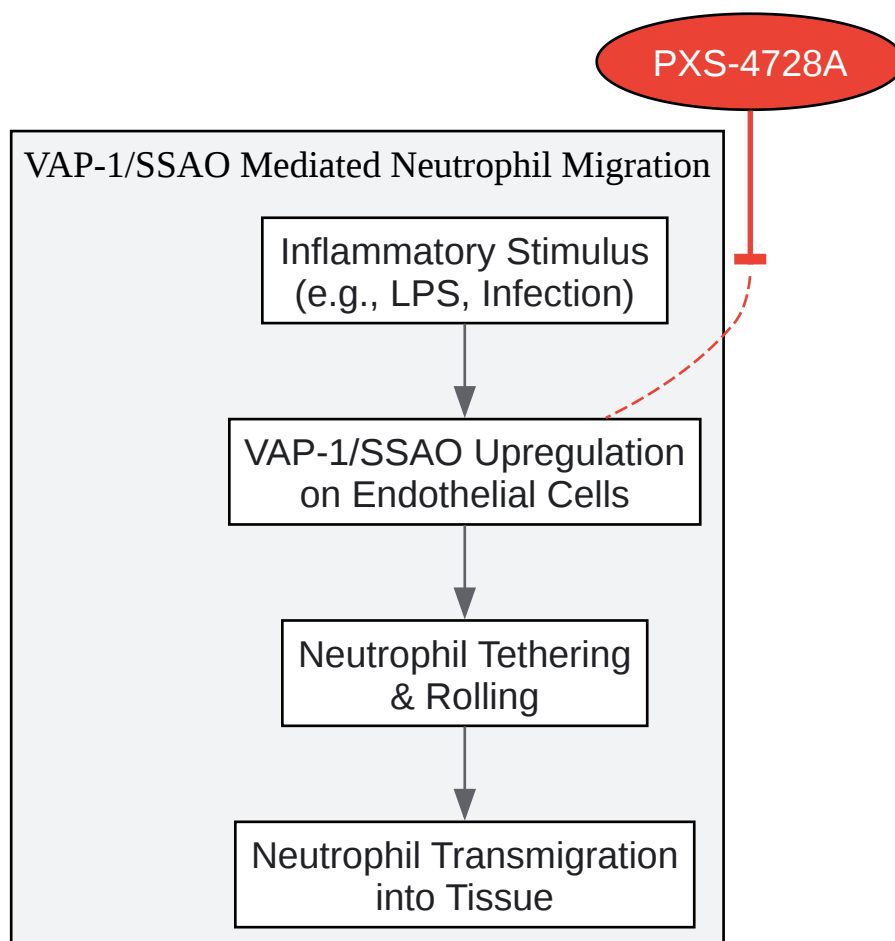 PXS-4728A
VAP-1/SSAO Mediated Neutrophil Migration
Inflammatory Stimulus
(e.g., LPS, Infection)
VAP-1/SSAO Upregulation
on Endothelial Cells
Neutrophil Tethering
& Rolling
Neutrophil Transmigration
into Tissue